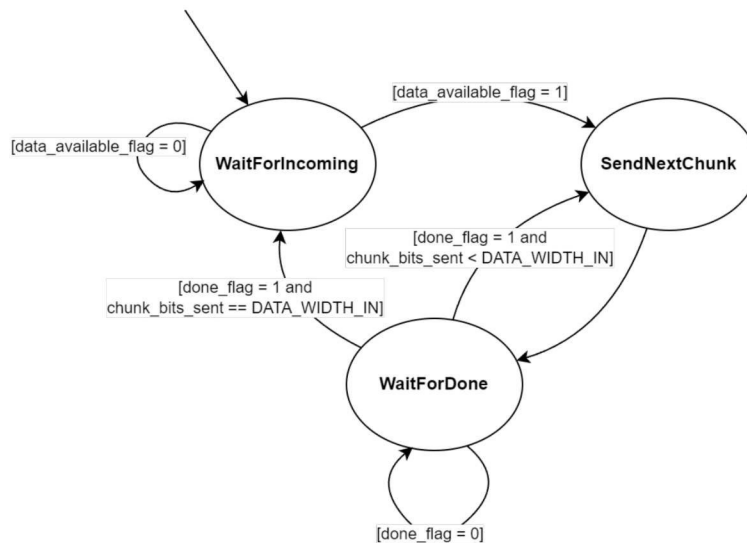 [data_available_flag = 1]
[data_available_flag = 0]
WaitForIncoming
SendNextChunk
[done_flag = 1 and
chunk_bits_sent < DATA_WIDTH_IN]
[done_flag = 1 and
chunk_bits_sent == DATA_WIDTH_IN]
WaitForDone
[done_flag = 0]